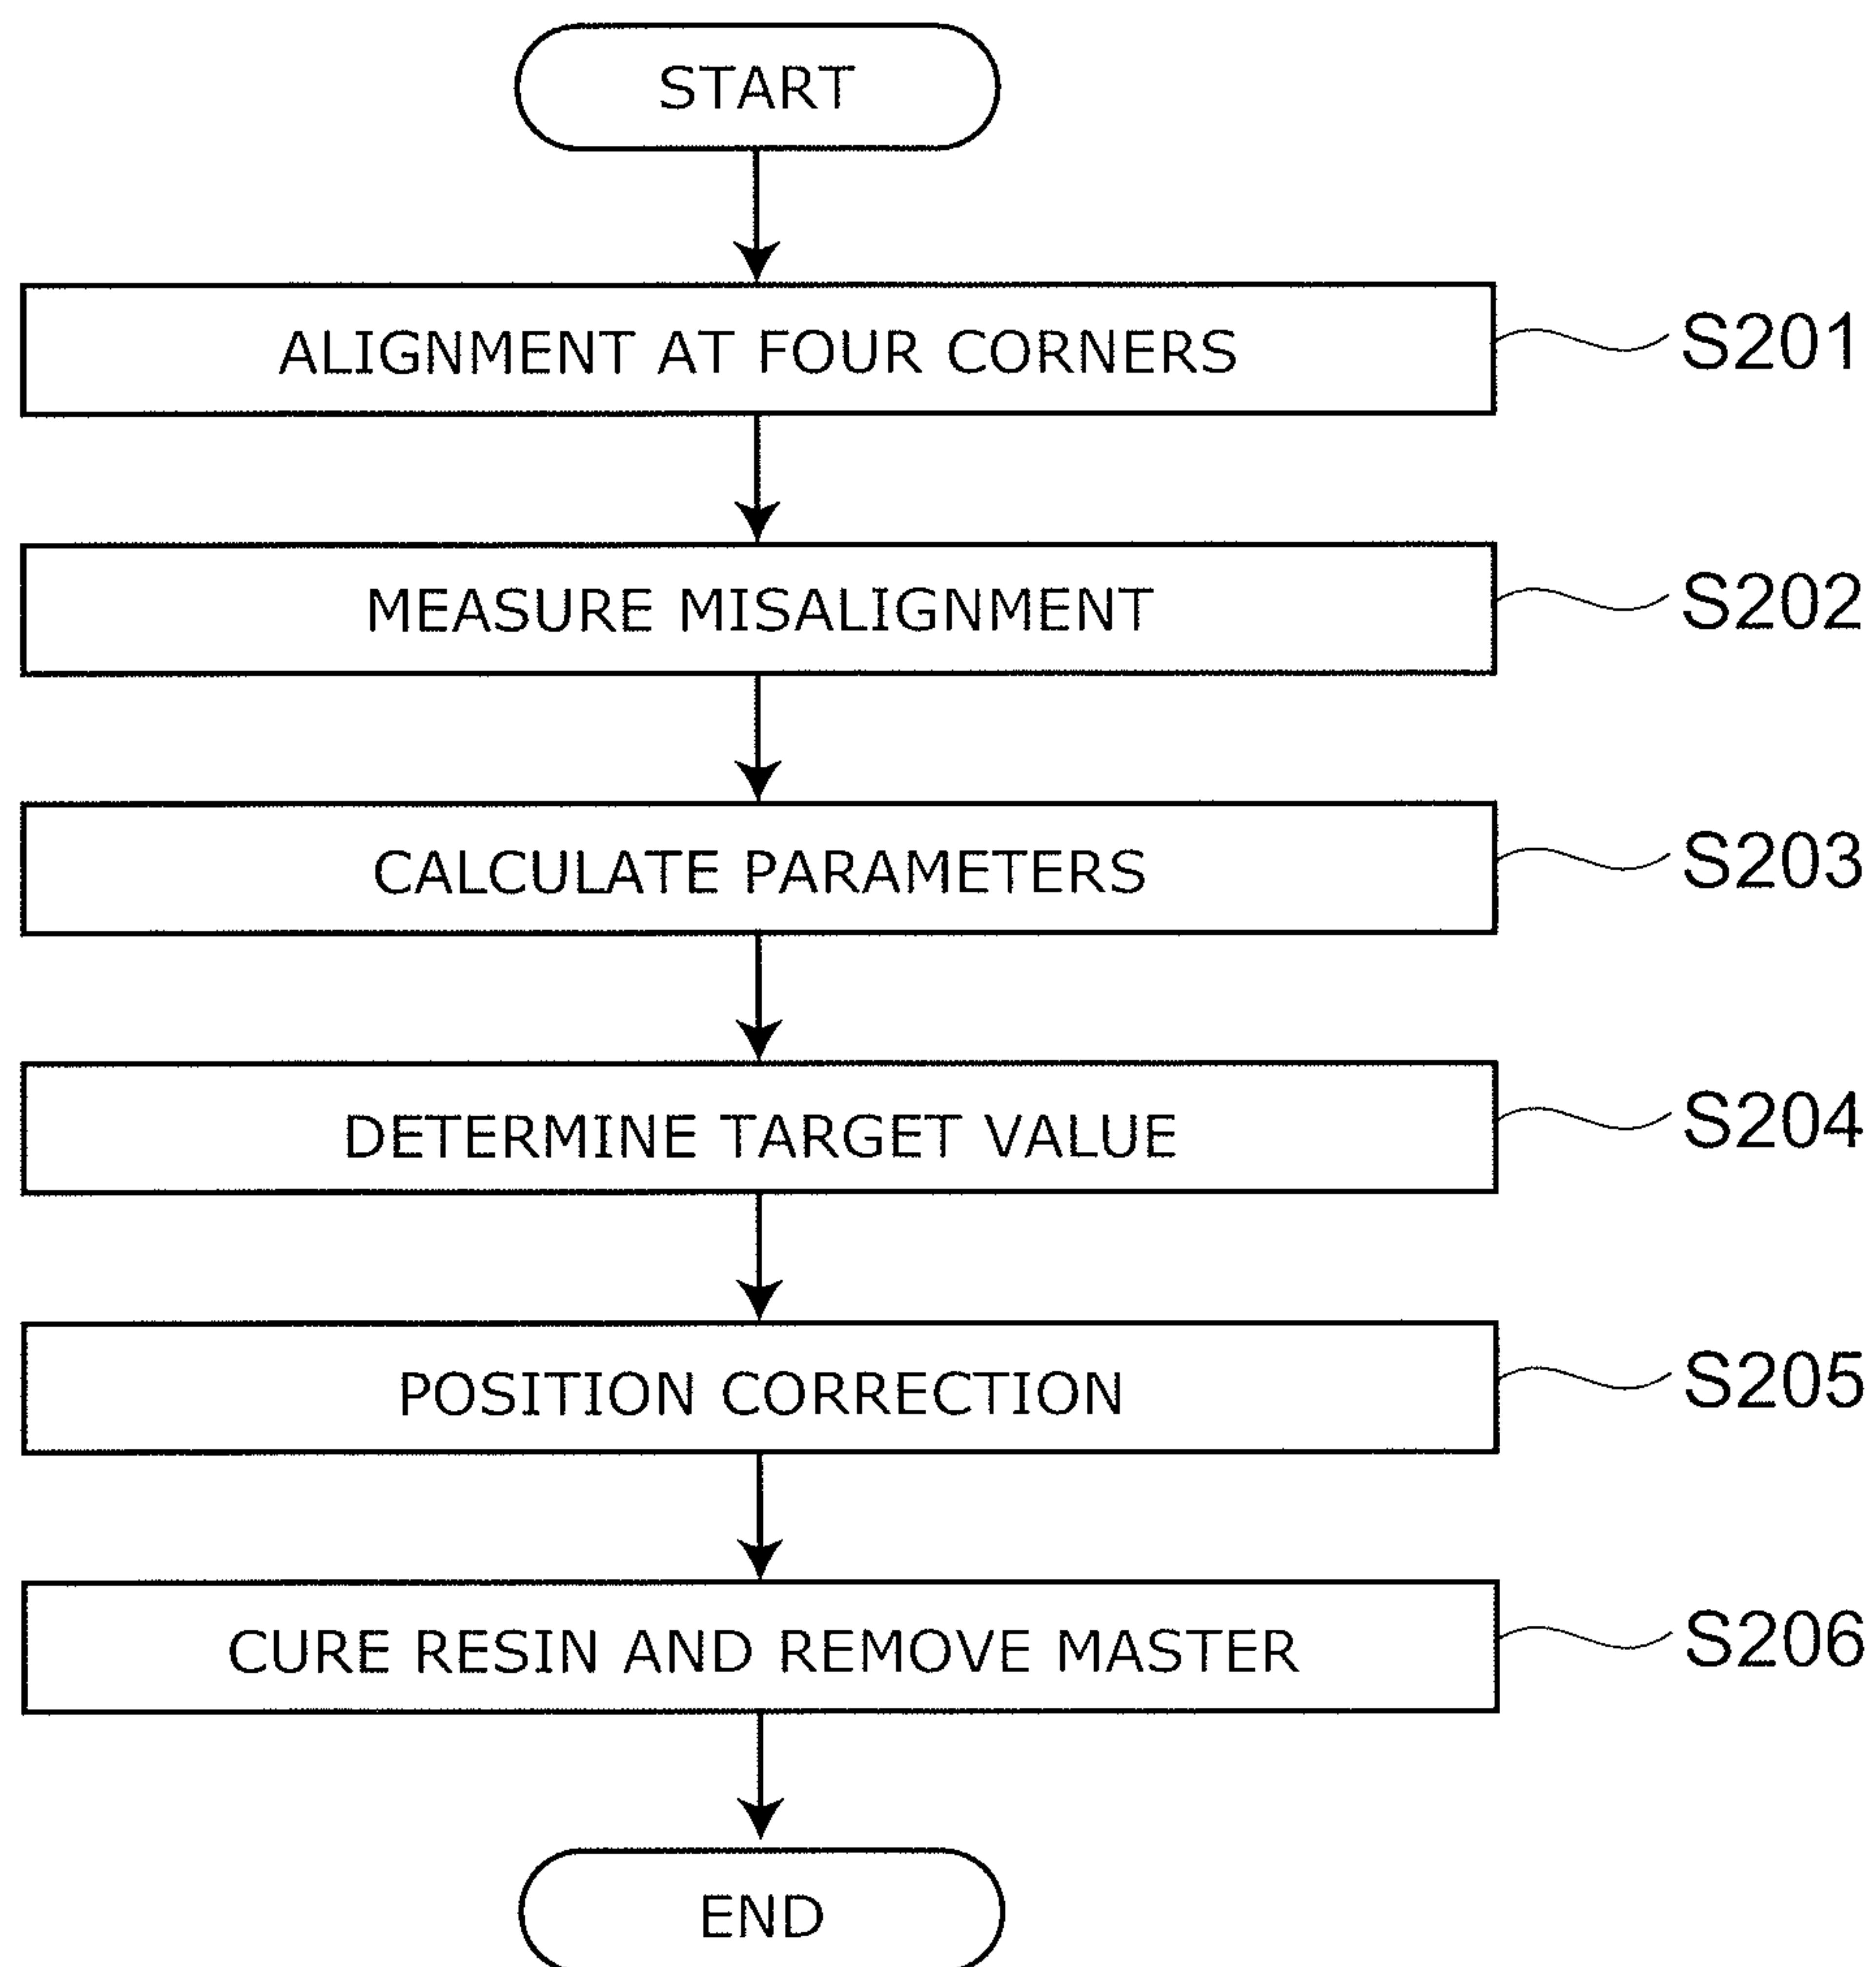 START
ALIGNMENT AT FOUR CORNERS S201
MEASURE MISALIGNMENT S202
CALCULATE PARAMETERS S203
DETERMINE TARGET VALUE S204
POSITION CORRECTION S205
CURE RESIN AND REMOVE MASTER S206
END